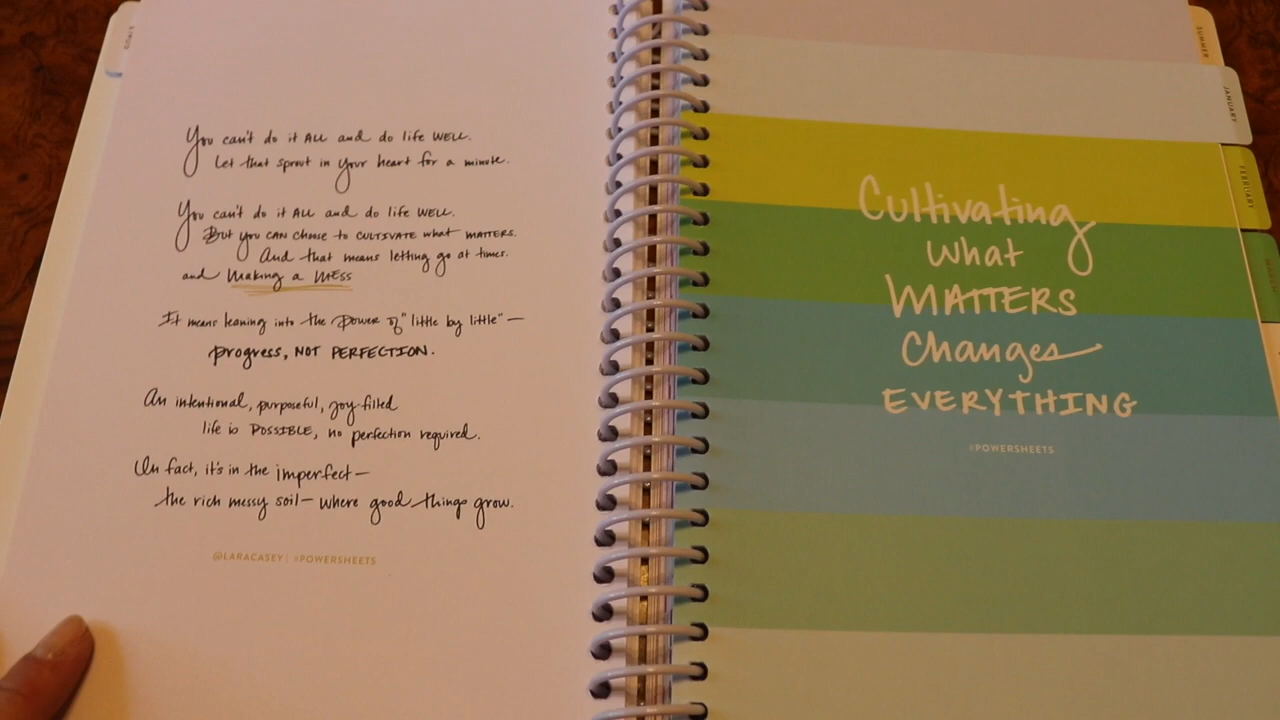 You can't do it ALL and do life WELL.
Let that sprout in your heart for a minute.
You can't do it ALL and do life WELL.
But you CAN choose to CULTIVATE what MATTERS.
And that means letting go at times.
and making a mess
It means leaning into the power of "little by little" —
progress, NOT PERFECTION.
An intentional, purposeful, joy-filled
life is POSSIBLE, no perfection required.
In fact, it's in the imperfect —
the rich messy soil — where good things grow.
@LARACASEY | #POWERSHEETS
Cultivating
what
MATTERS
Changes
EVERYTHING
#POWERSHEETS
SUMMER
JANUARY
FEBRUARY